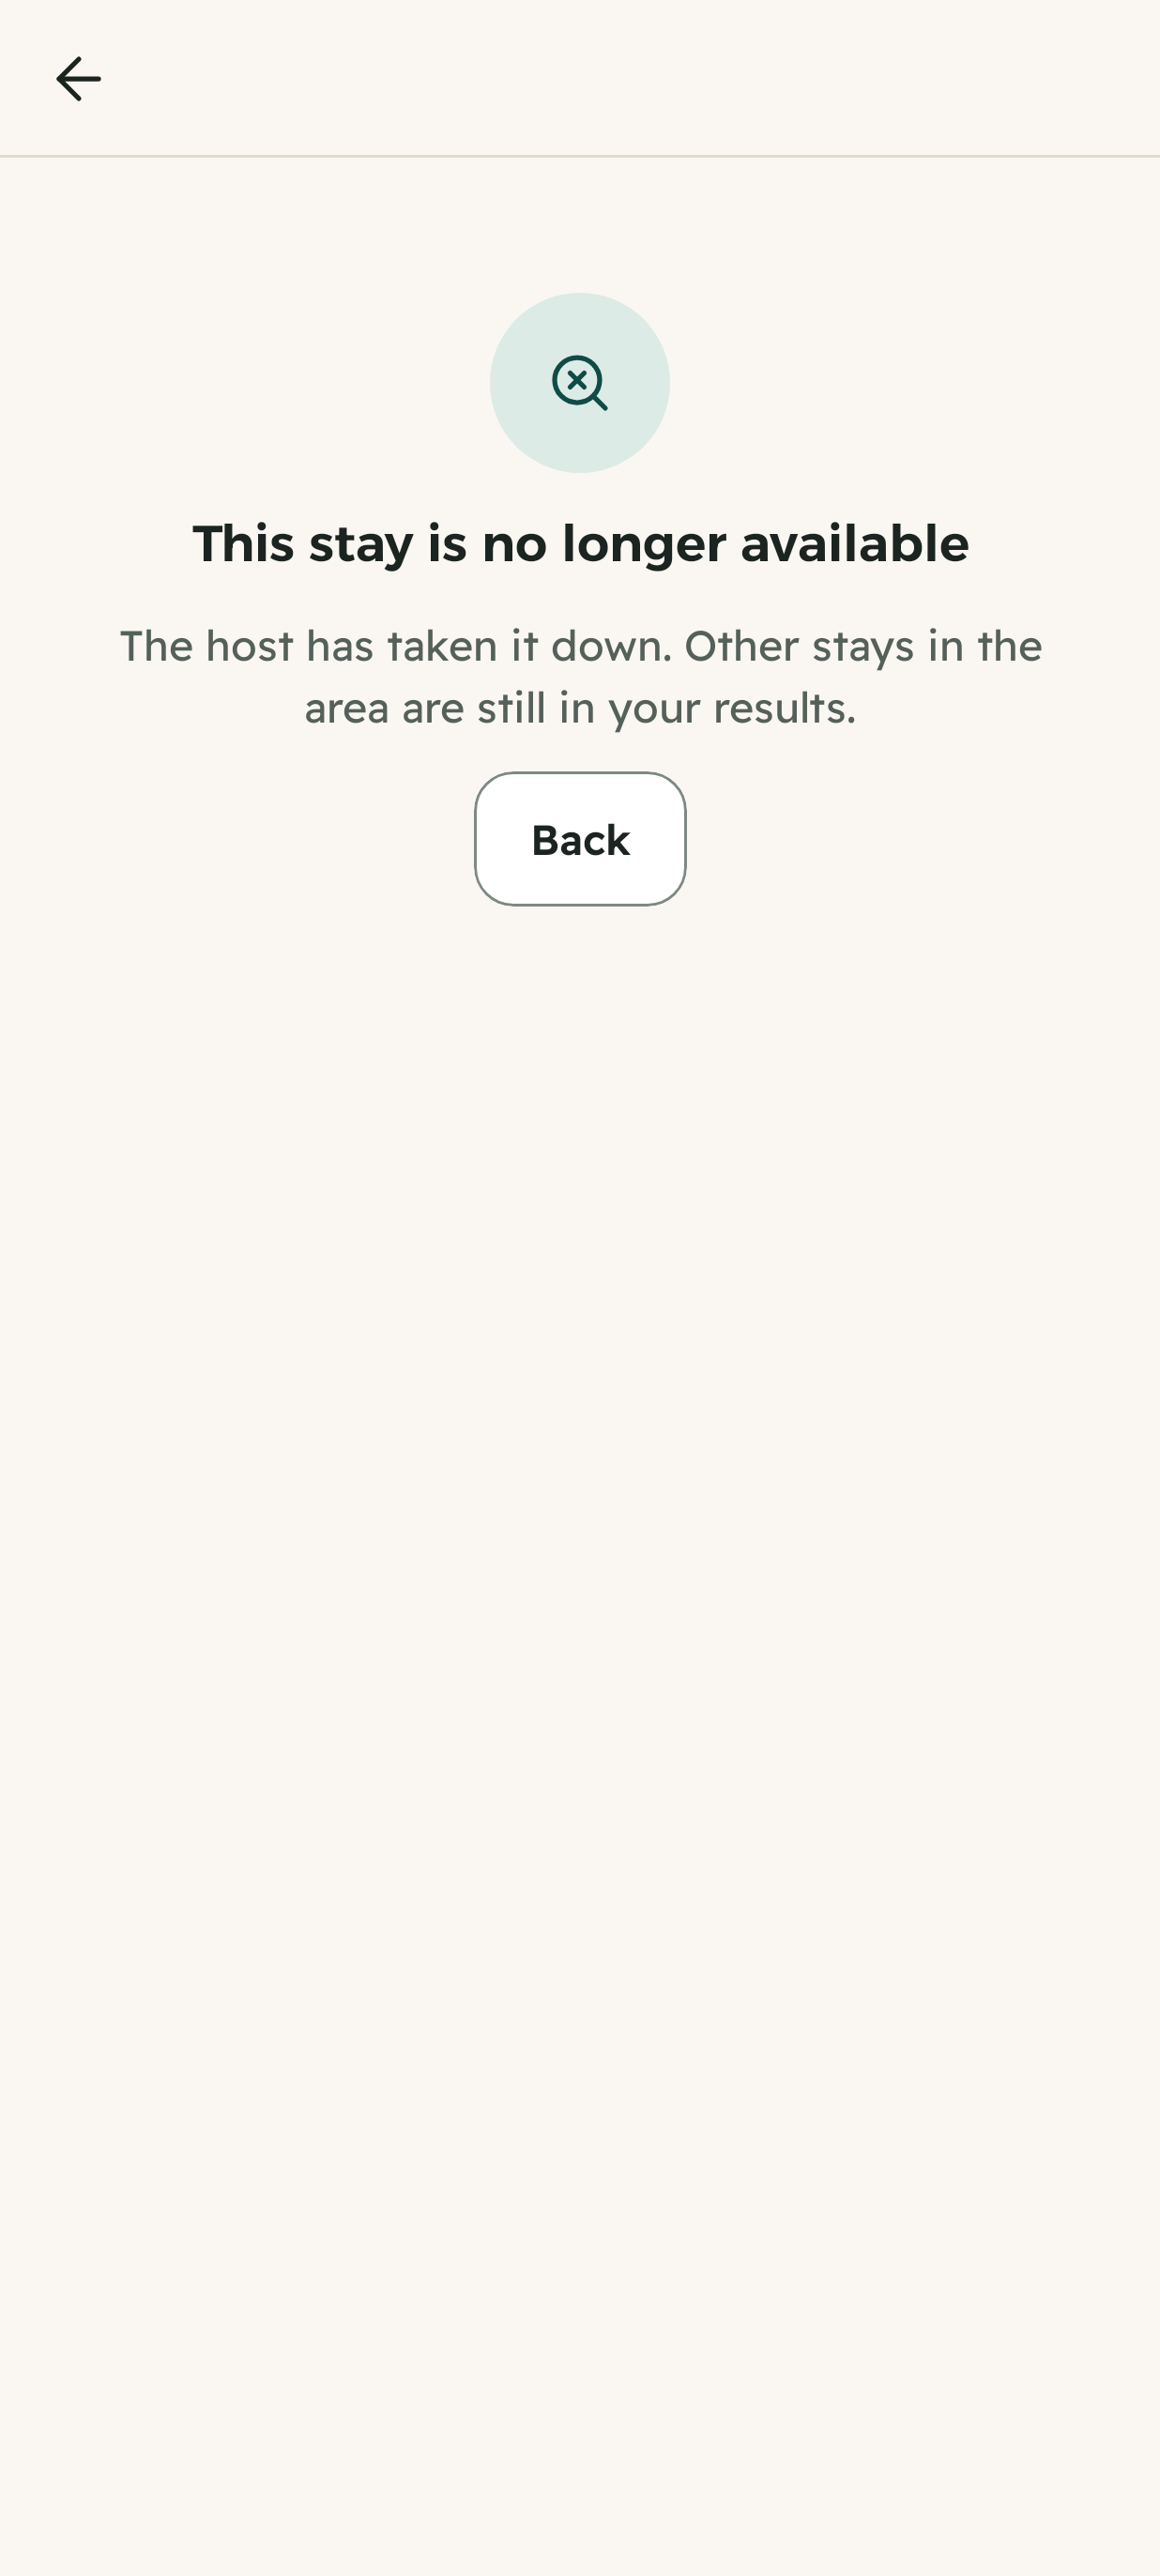 This stay is no longer available
The host has taken it down. Other stays in the
area are still in your results.
Back